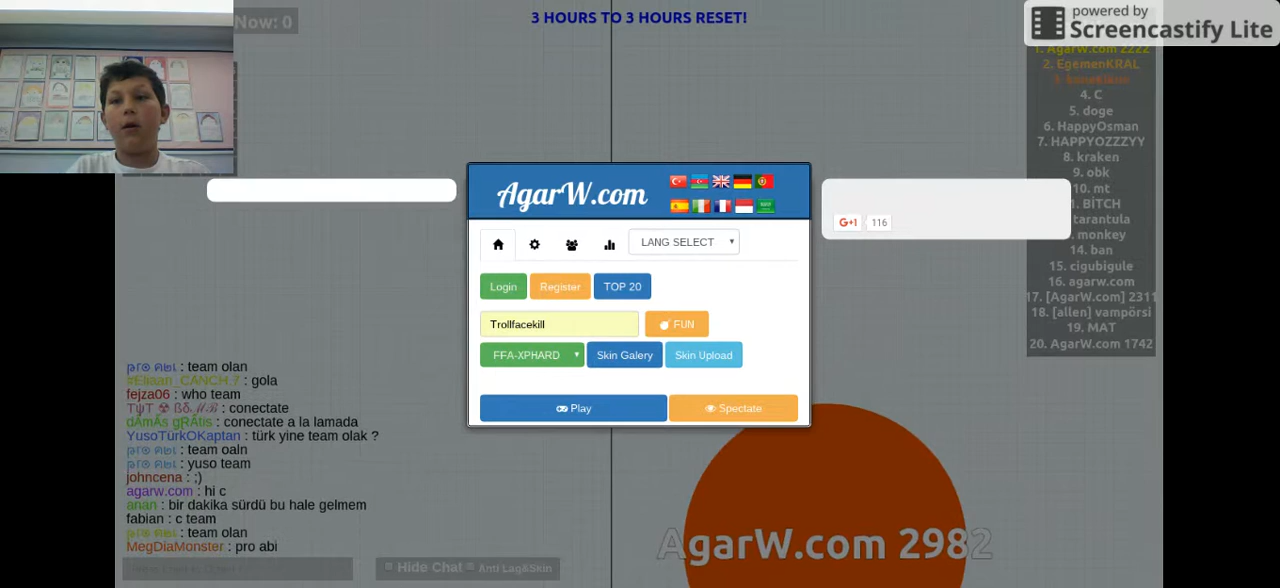 Now: 0
3 HOURS TO 3 HOURS RESET!
powered by
Screencastify Lite
1. AgarW.com 2222
2. EgemenKRAL
4. C
5. doge
6. HappyOsman
7. HAPPYOZZZYY
8. kraken
9. obk
10. mt
1. BİTCH
tarantula
monkey
14. ban
15. cigubigule
16. agarw.com
17. [AgarW.com] 2311
18. [allen] vampörsi
19. MAT
20. AgarW.com 1742
AgarW.com
LANG SELECT
Login Register TOP 20
Trollfacekill FUN
FFA-XPHARD Skin Galery Skin Upload
Play Spectate
G+1 116
: team olan
#Eliaan_CANCH 7 : gola
fejza06 : who team
: conectate
dÂmÂs gRÂtis : conectate a la lamada
YusoTürkOKaptan : türk yine team olak ?
: team oaln
: yuso team
johncena : ;)
agarw.com : hi c
anan : bir dakika sürdü bu hale gelmem
fabian : c team
: team olan
MegDiaMonster : pro abi
Hide Chat Anti Lag&Skin
AgarW.com 2982